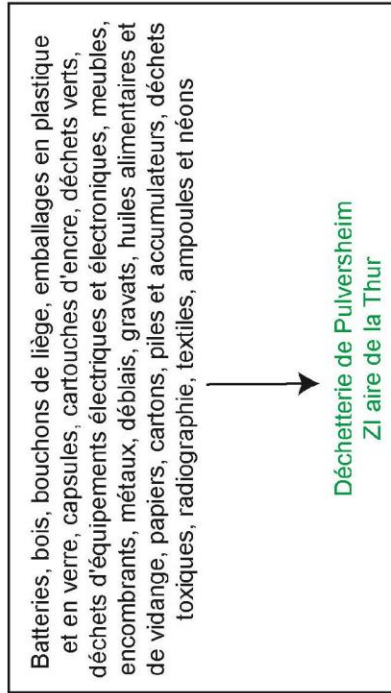 Batteries, bois, bouchons de liège, emballages en plastique
et en verre, capsules, cartouches d'encre, déchets verts,
déchets d'équipements électriques et électroniques, meubles,
encombrants, métaux, déblais, gravats, huiles alimentaires et
de vidange, papiers, cartons, piles et accumulateurs, déchets
toxiques, radiographie, textiles, ampoules et néons
Déchetterie de Pulversheim
ZI aire de la Thur